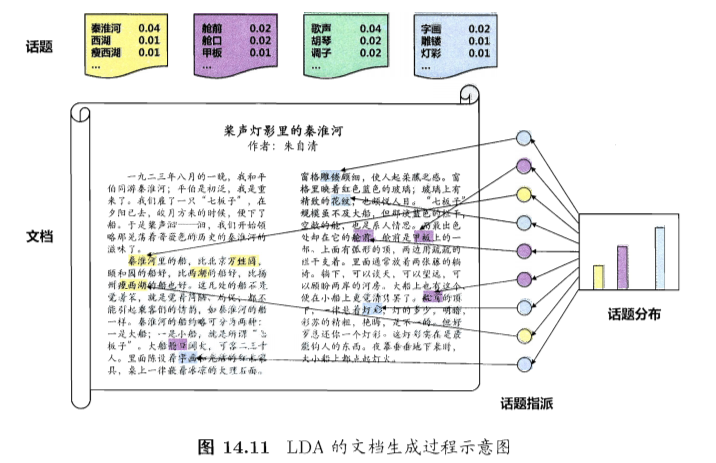 话题
秦淮河 0.04
西湖 0.01
瘦西湖 0.01
...
舱前 0.02
舱口 0.02
甲板 0.01
...
歌声 0.04
胡琴 0.02
调子 0.02
...
字画 0.02
雕镂 0.01
灯彩 0.01
...
文档
桨声灯影里的秦淮河
作者：朱自清
一九二三年八月的一晚，我和平
伯同游秦淮河；平伯是初泛，我是重
来了。我们雇了一只“七板子”，在
夕阳已去，皎月方来的时候，便下了
船。于是桨声汩——汩，我们开始领
略那晃荡着蔷薇色的历史的秦淮河的
滋味了。
秦淮河里的船，比北京万甡园，
颐和园的船好，比西湖的船好，比扬
州瘦西湖的船也好。这几处的船不是
觉着笨，就是觉着简陋、局促，都不
能引起乘客们的情韵，如秦淮河的船
一样。秦淮河的船约略可分为两种：
一是大船；一是小船，就是所谓“七
板子”。大船舱口阔大，可容二三十
人。里面陈设着字画和光洁的红木家
具，桌上一律嵌着冰凉的大理石面。
窗格雕镂颇细，使人起柔腻之感。窗
格里映着红色蓝色的玻璃；玻璃上有
精致的花纹，也颇悦人目。“七板子”
规模虽不及大船，但那淡蓝色的栏干，
空敞的舱，也足系人情思。而最出色
处却在它的舱前。舱前是甲板上的一
部。上面有弧形的顶，两边用疏疏的
栏干支着。里面通常放着两张藤的躺
椅。躺下，可以谈天，可以望远，可
以顾盼两岸的河房。大船上也有这个，
便在小船上更觉清隽罢了。舱前的顶
下，一律悬着灯彩；灯的多少，明暗，
彩苏的精粗，艳晦，是不一的。但好
歹总还你一个灯彩。这灯彩实在是最
能钩人的东西。夜幕垂垂地下来时，
大小船上都点起灯火。
话题指派
话题分布
图 14.11 LDA 的文档生成过程示意图